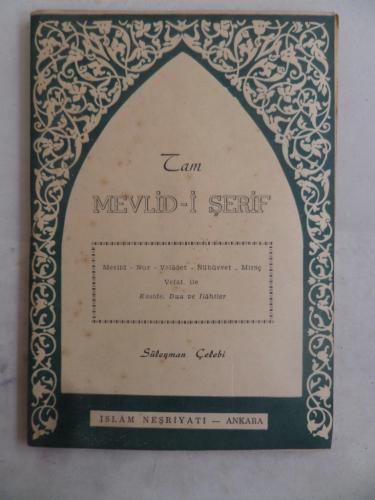 Tam
MEVLİD-İ ŞERİF
Mevlid - Nur - Velâdet - Nübüvvet - Miraç
Vefat. ile
Kaside, Dua ve İlâhiler
Süleyman Çelebi
İSLÂM NEŞRİYATI — ANKARA